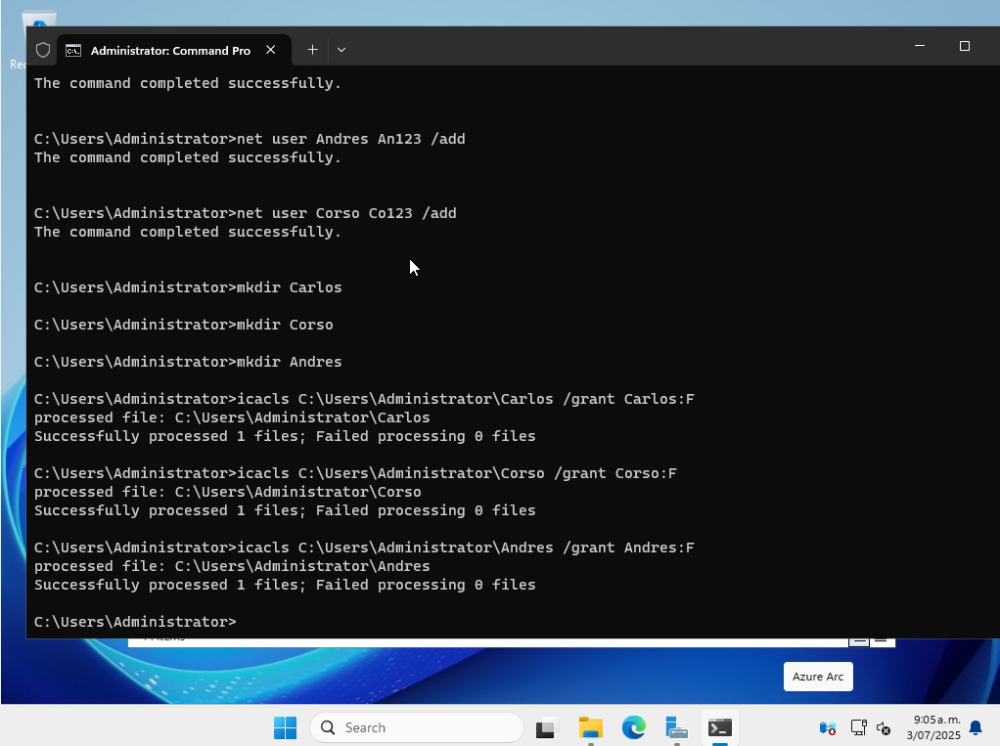 Rec
Administrator: Command Pro
The command completed successfully.
C:\Users\Administrator>net user Andres An123 /add
The command completed successfully.
C:\Users\Administrator>net user Corso Co123 /add
The command completed successfully.
C:\Users\Administrator>mkdir Carlos
C:\Users\Administrator>mkdir Corso
C:\Users\Administrator>mkdir Andres
C:\Users\Administrator>icacls C:\Users\Administrator\Carlos /grant Carlos:F
processed file: C:\Users\Administrator\Carlos
Successfully processed 1 files; Failed processing 0 files
C:\Users\Administrator>icacls C:\Users\Administrator\Corso /grant Corso:F
processed file: C:\Users\Administrator\Corso
Successfully processed 1 files; Failed processing 0 files
C:\Users\Administrator>icacls C:\Users\Administrator\Andres /grant Andres:F
processed file: C:\Users\Administrator\Andres
Successfully processed 1 files; Failed processing 0 files
C:\Users\Administrator>
items
Azure Arc
Search
9:05 a. m.
3/07/2025